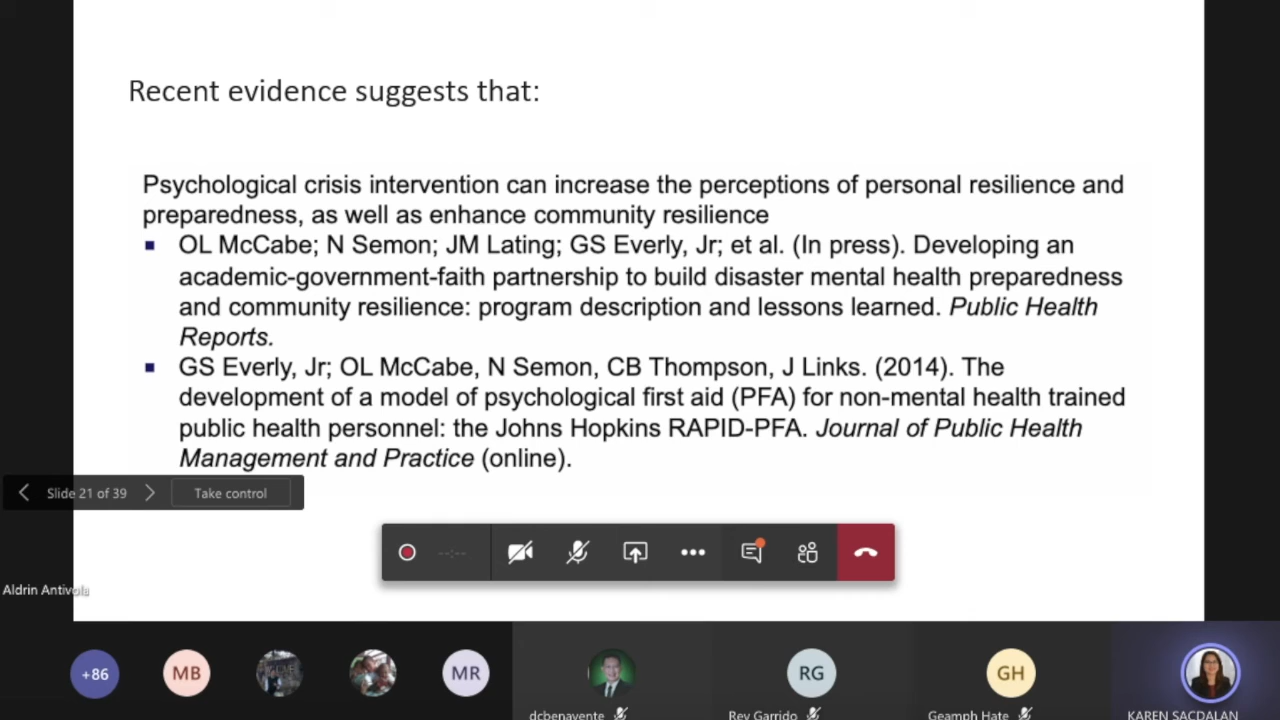 Recent evidence suggests that:
Psychological crisis intervention can increase the perceptions of personal resilience and
preparedness, as well as enhance community resilience
▪ OL McCabe; N Semon; JM Lating; GS Everly, Jr; et al. (In press). Developing an
academic-government-faith partnership to build disaster mental health preparedness
and community resilience: program description and lessons learned. Public Health
Reports.
▪ GS Everly, Jr; OL McCabe, N Semon, CB Thompson, J Links. (2014). The
development of a model of psychological first aid (PFA) for non-mental health trained
public health personnel: the Johns Hopkins RAPID-PFA. Journal of Public Health
Management and Practice (online).
Slide 21 of 39
Take control
--:--
Aldrin Antivola
+86
MB
MR
RG
GH
dcbenavente
Rey Garrido
Geamph Hate
KAREN SACDALAN